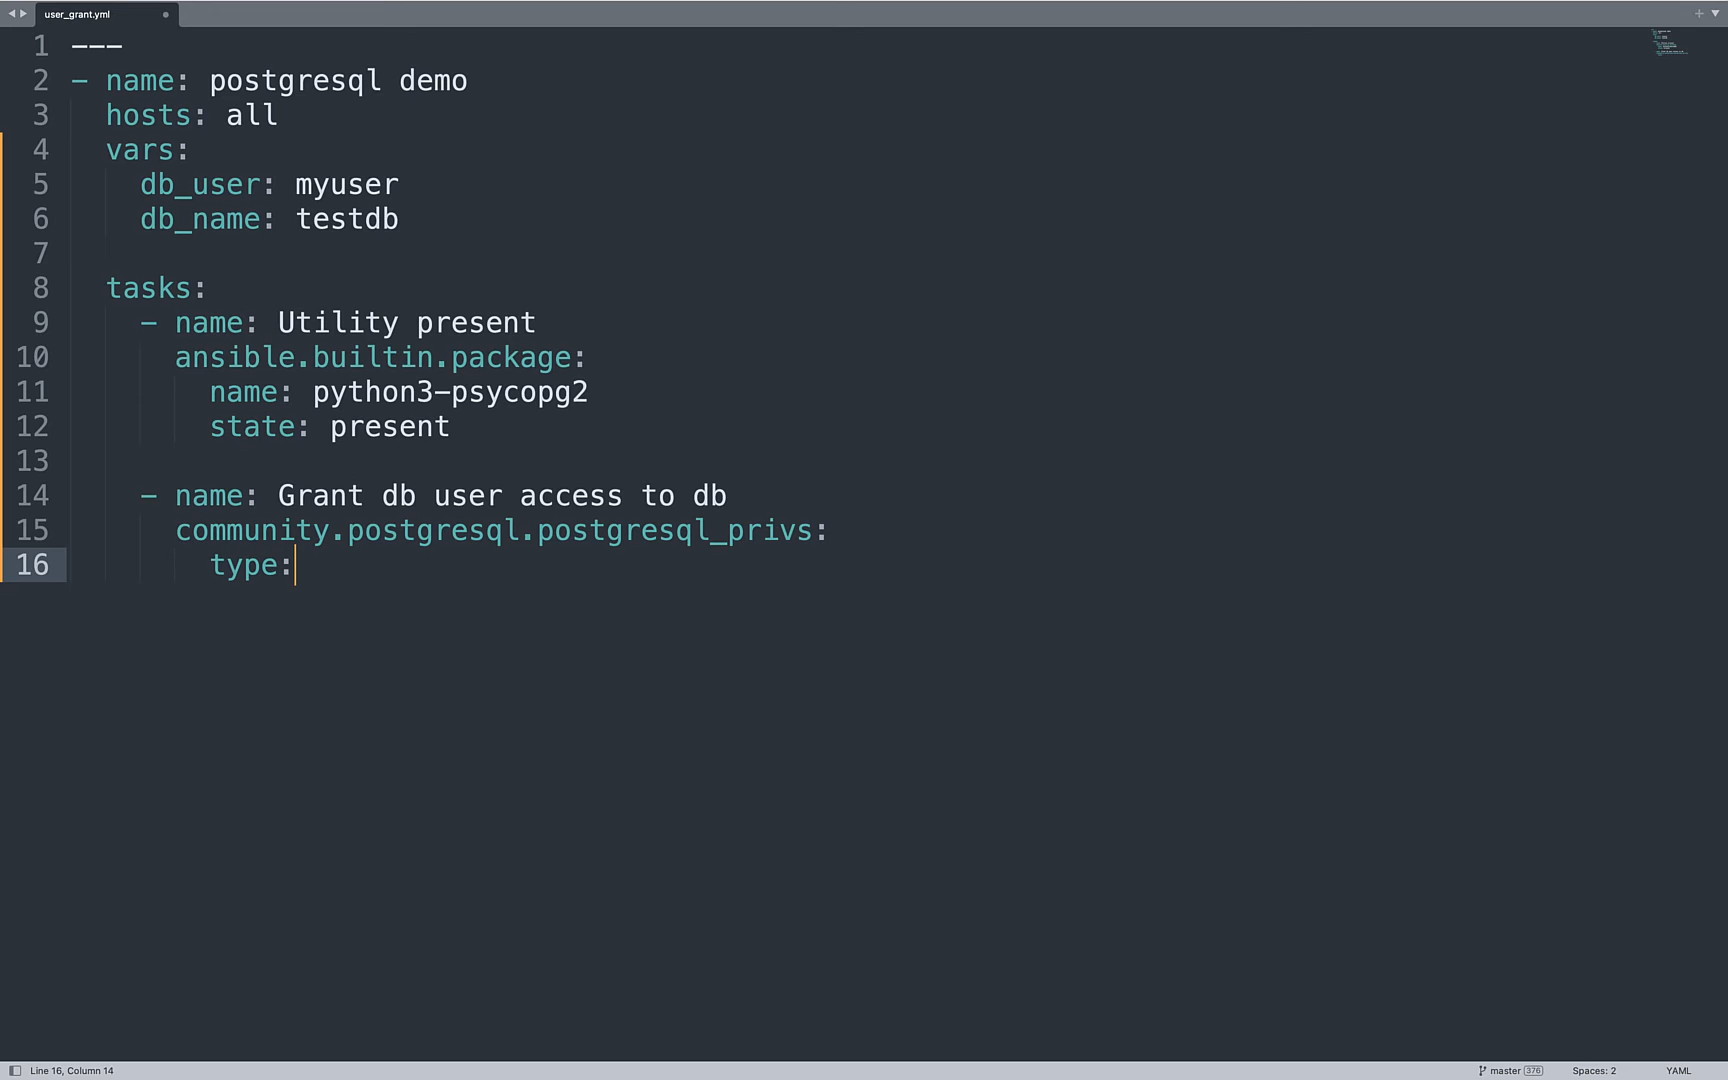 user_grant.yml
1 ---
2 - name: postgresql demo
3   hosts: all
4   vars:
5     db_user: myuser
6     db_name: testdb
7
8   tasks:
9     - name: Utility present
10       ansible.builtin.package:
11         name: python3-psycopg2
12         state: present
13
14     - name: Grant db user access to db
15       community.postgresql.postgresql_privs:
16         type:
Line 16, Column 14 master 376 Spaces: 2 YAML